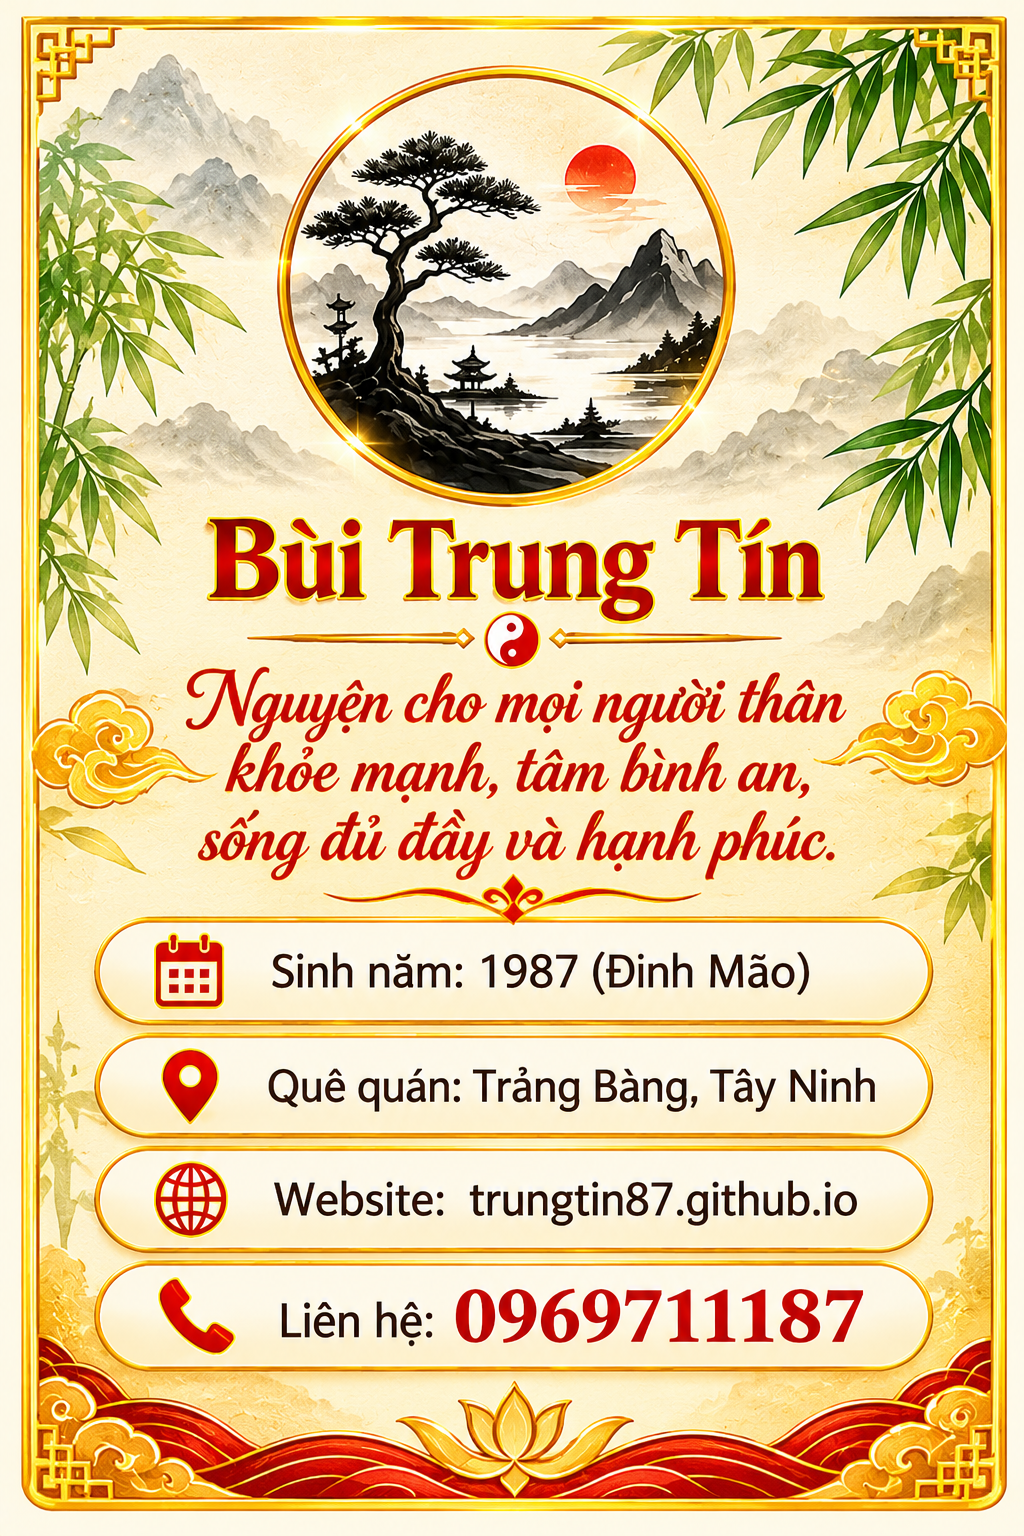 Bùi Trung Tín
Nguyện cho mọi người thân
khỏe mạnh, tâm bình an,
sống đủ đầy và hạnh phúc.
Sinh năm: 1987 (Đinh Mão)
Quê quán: Trảng Bàng, Tây Ninh
Website: trungtin87.github.io
Liên hệ: 0969711187